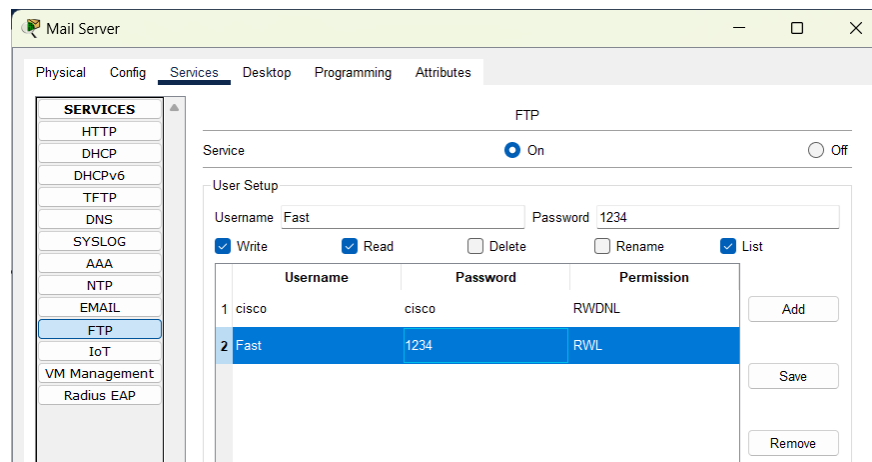 Mail Server
Physical Config Services Desktop Programming Attributes
SERVICES
HTTP
DHCP
DHCPv6
TFTP
DNS
SYSLOG
AAA
NTP
EMAIL
FTP
IoT
VM Management
Radius EAP
FTP
Service On Off
User Setup
Username Fast Password 1234
Write Read Delete Rename List
Username Password Permission
1 cisco cisco RWDNL
2 Fast 1234 RWL
Add
Save
Remove